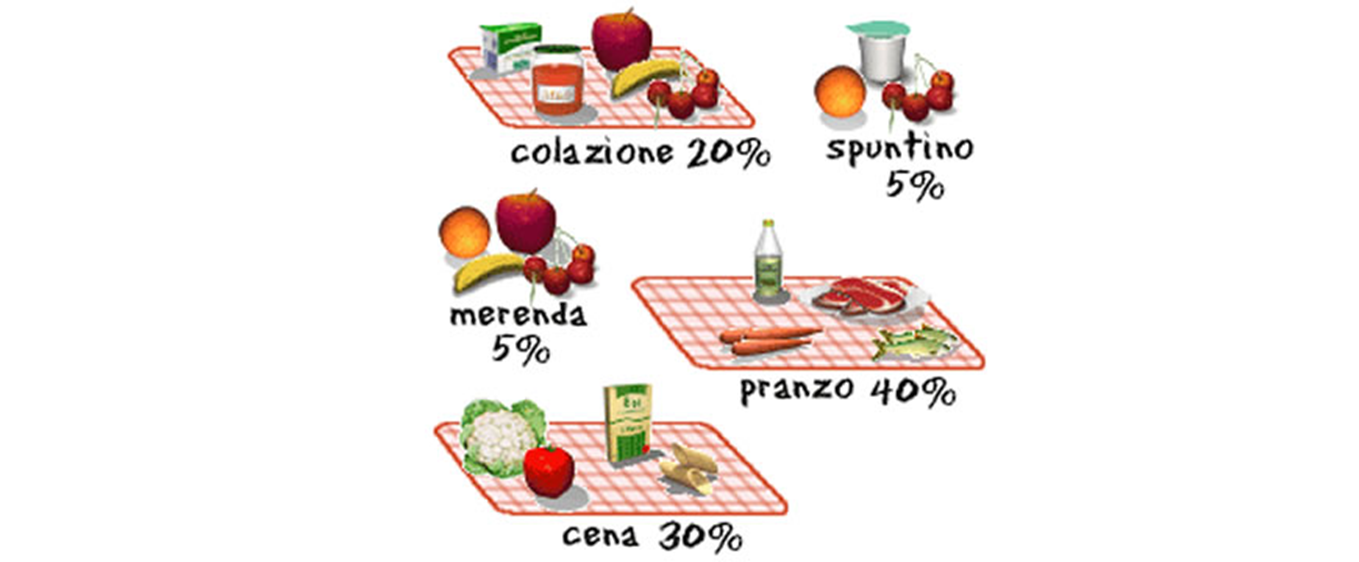 colazione 20%
spuntino
5%
merenda
5%
pranzo 40%
cena 30%